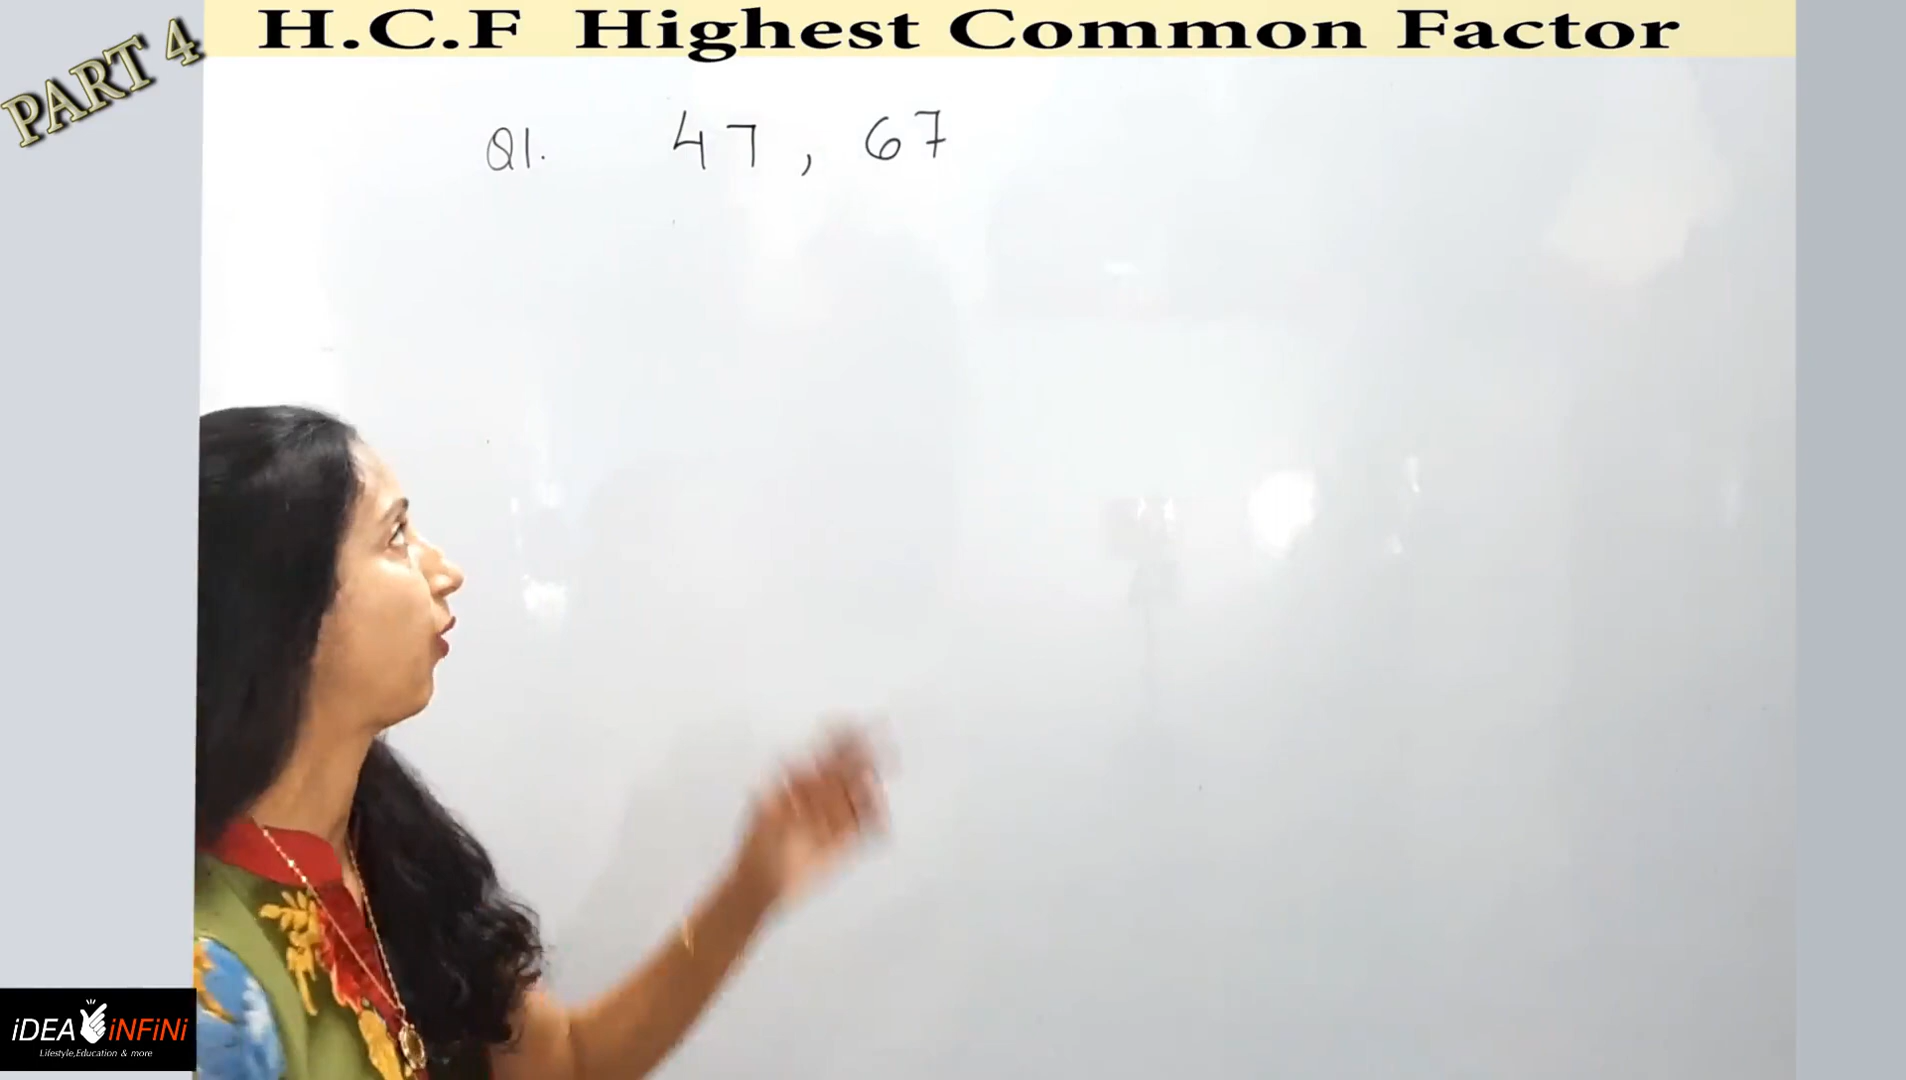 H.C.F Highest Common Factor
PART 4
Q1. 47, 67
iDEA iNFiNi
Lifestyle,Education & more